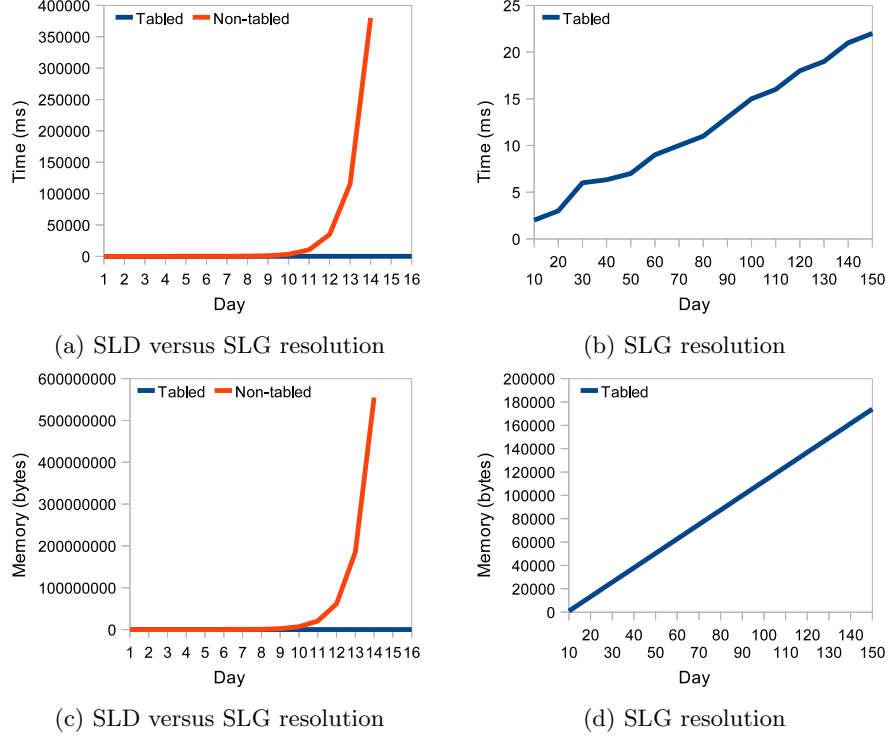 Tabled Non-tabled
Time (ms)
400000
350000
300000
250000
200000
150000
100000
50000
0
1 2 3 4 5 6 7 8 9 10 11 12 13 14 15 16
Day
(a) SLD versus SLG resolution
Tabled
Time (ms)
25
20
15
10
5
0
20 40 60 80 100 120 140
10 30 50 70 90 110 130 150
Day
(b) SLG resolution
Tabled Non-tabled
Memory (bytes)
600000000
500000000
400000000
300000000
200000000
100000000
0
1 2 3 4 5 6 7 8 9 10 11 12 13 14 15 16
Day
(c) SLD versus SLG resolution
Tabled
Memory (bytes)
200000
180000
160000
140000
120000
100000
80000
60000
40000
20000
0
20 40 60 80 100 120 140
10 30 50 70 90 110 130 150
Day
(d) SLG resolution